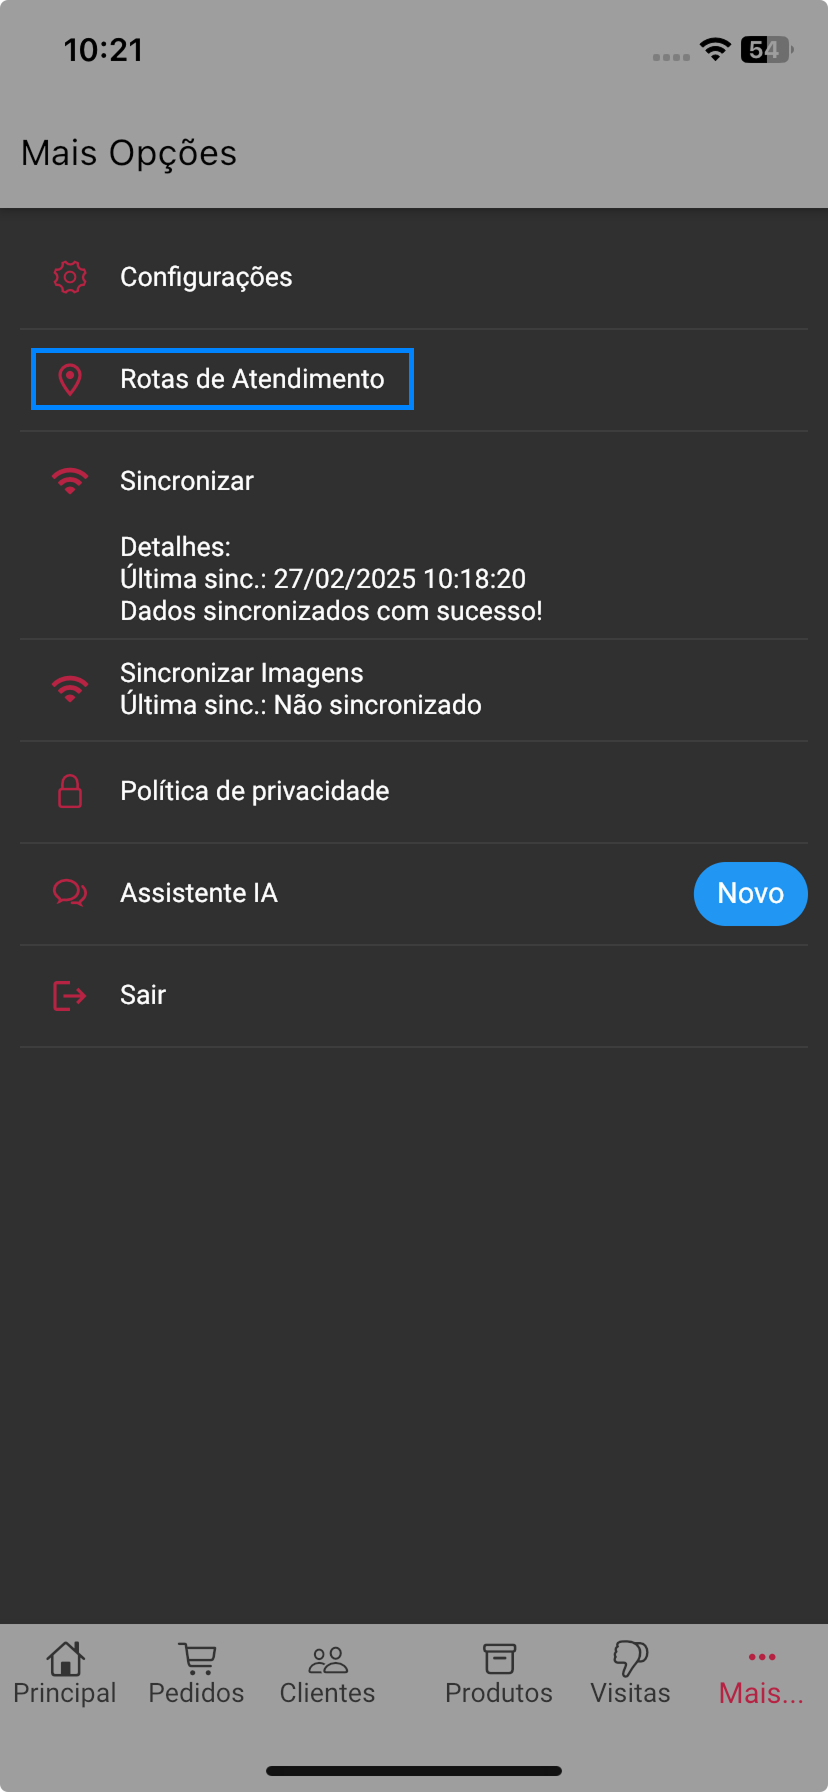 10:21
54
Mais Opções
Configurações
Rotas de Atendimento
Sincronizar
Detalhes:
Última sinc.: 27/02/2025 10:18:20
Dados sincronizados com sucesso!
Sincronizar Imagens
Última sinc.: Não sincronizado
Política de privacidade
Assistente IA
Novo
Sair
Principal
Pedidos
Clientes
Produtos
Visitas
Mais...